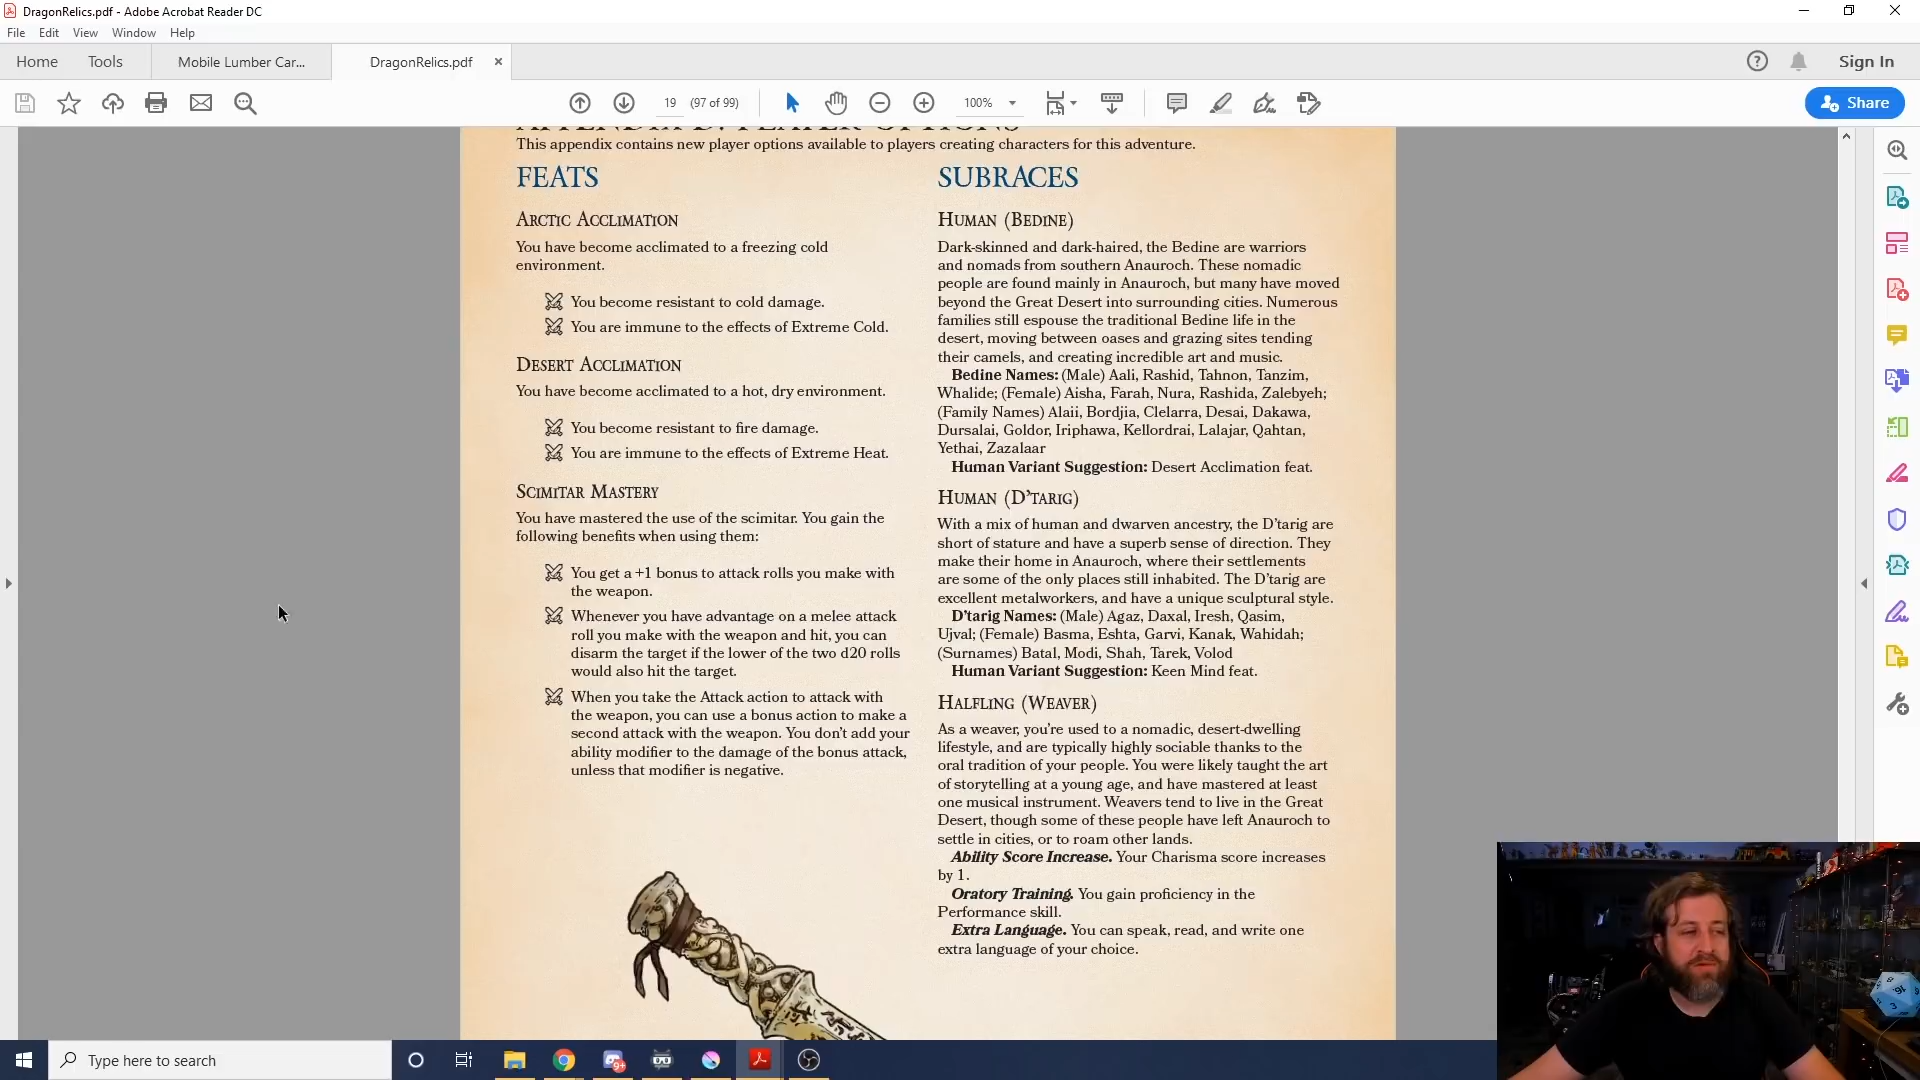 DragonRelics.pdf - Adobe Acrobat Reader DC
File Edit View Window Help
Home Tools Mobile Lumber Car... DragonRelics.pdf × Sign In
19 (97 of 99) 100% Share
APPENDIX D: PLAYER OPTIONS
This appendix contains new player options available to players creating characters for this adventure.
FEATS
ARCTIC ACCLIMATION
You have become acclimated to a freezing cold
environment.
You become resistant to cold damage.
You are immune to the effects of Extreme Cold.
DESERT ACCLIMATION
You have become acclimated to a hot, dry environment.
You become resistant to fire damage.
You are immune to the effects of Extreme Heat.
SCIMITAR MASTERY
You have mastered the use of the scimitar. You gain the
following benefits when using them:
You get a +1 bonus to attack rolls you make with
the weapon.
Whenever you have advantage on a melee attack
roll you make with the weapon and hit, you can
disarm the target if the lower of the two d20 rolls
would also hit the target.
When you take the Attack action to attack with
the weapon, you can use a bonus action to make a
second attack with the weapon. You don't add your
ability modifier to the damage of the bonus attack,
unless that modifier is negative.
SUBRACES
HUMAN (BEDINE)
Dark-skinned and dark-haired, the Bedine are warriors
and nomads from southern Anauroch. These nomadic
people are found mainly in Anauroch, but many have moved
beyond the Great Desert into surrounding cities. Numerous
families still espouse the traditional Bedine life in the
desert, moving between oases and grazing sites tending
their camels, and creating incredible art and music.
Bedine Names: (Male) Aali, Rashid, Tahnon, Tanzim,
Whalide; (Female) Aisha, Farah, Nura, Rashida, Zalebyeh;
(Family Names) Alaii, Bordjia, Clelarra, Desai, Dakawa,
Dursalai, Goldor, Iriphawa, Kellordrai, Lalajar, Qahtan,
Yethai, Zazalaar
Human Variant Suggestion: Desert Acclimation feat.
HUMAN (D'TARIG)
With a mix of human and dwarven ancestry, the D'tarig are
short of stature and have a superb sense of direction. They
make their home in Anauroch, where their settlements
are some of the only places still inhabited. The D'tarig are
excellent metalworkers, and have a unique sculptural style.
D'tarig Names: (Male) Agaz, Daxal, Iresh, Qasim,
Ujval; (Female) Basma, Eshta, Garvi, Kanak, Wahidah;
(Surnames) Batal, Modi, Shah, Tarek, Volod
Human Variant Suggestion: Keen Mind feat.
HALFLING (WEAVER)
As a weaver, you're used to a nomadic, desert-dwelling
lifestyle, and are typically highly sociable thanks to the
oral tradition of your people. You were likely taught the art
of storytelling at a young age, and have mastered at least
one musical instrument. Weavers tend to live in the Great
Desert, though some of these people have left Anauroch to
settle in cities, or to roam other lands.
Ability Score Increase. Your Charisma score increases
by 1.
Oratory Training. You gain proficiency in the
Performance skill.
Extra Language. You can speak, read, and write one
extra language of your choice.
Type here to search